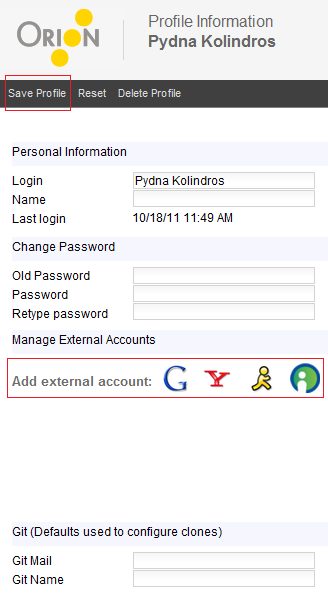 ORION
Profile Information
Pydna Kolindros
Save Profile Reset Delete Profile
Personal Information
Login Pydna Kolindros
Name
Last login 10/18/11 11:49 AM
Change Password
Old Password
Password
Retype password
Manage External Accounts
Add external account: G Y!
Git (Defaults used to configure clones)
Git Mail
Git Name